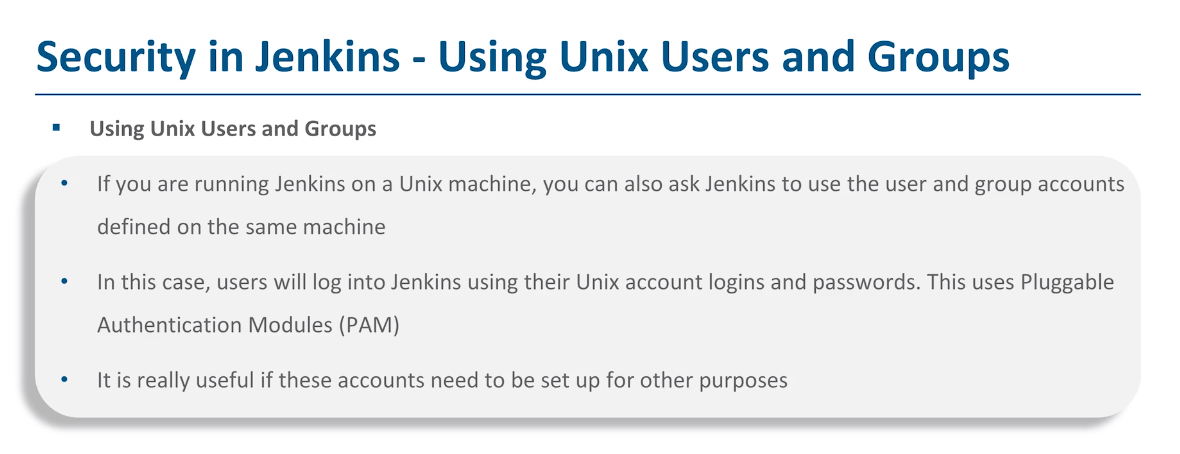 Security in Jenkins - Using Unix Users and Groups
▪ Using Unix Users and Groups
• If you are running Jenkins on a Unix machine, you can also ask Jenkins to use the user and group accounts
defined on the same machine
• In this case, users will log into Jenkins using their Unix account logins and passwords. This uses Pluggable
Authentication Modules (PAM)
• It is really useful if these accounts need to be set up for other purposes